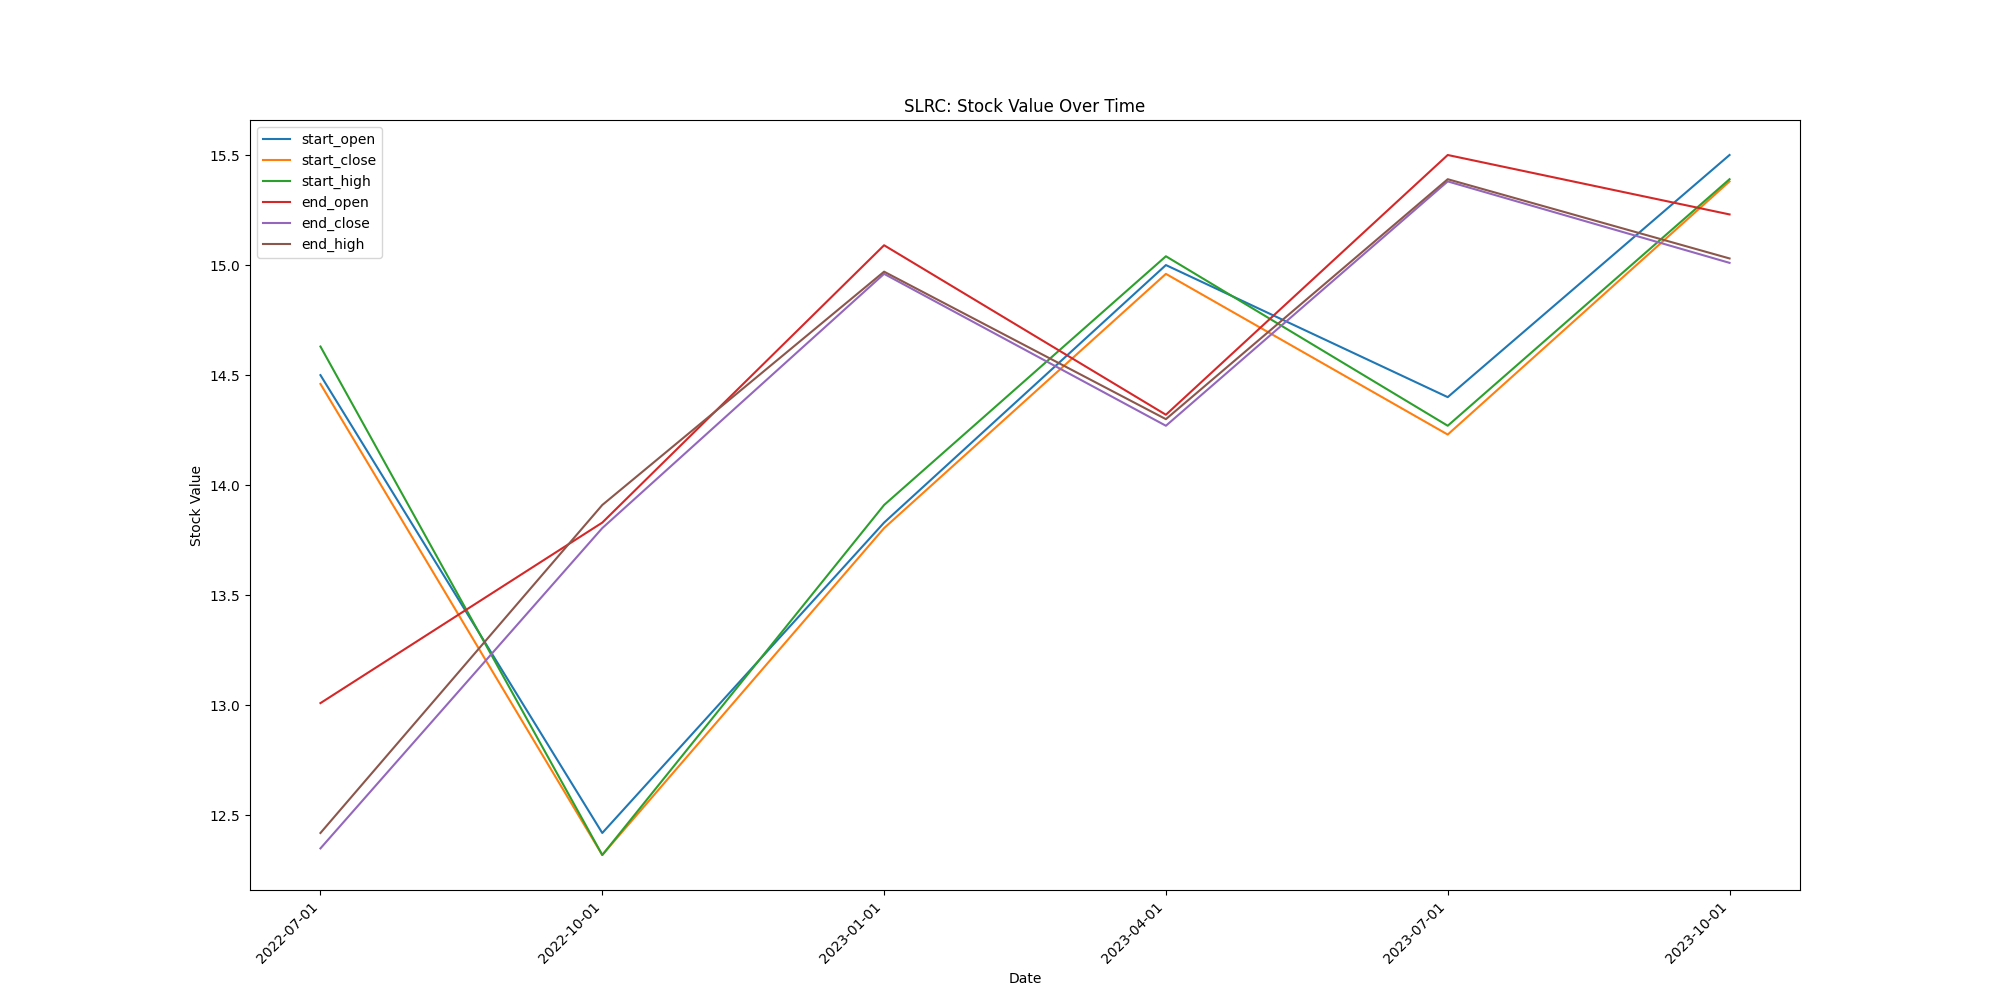 SLRC: Stock Value Over Time
start_open
start_close
start_high
end_open
end_close
end_high
Stock Value
15.5
15.0
14.5
14.0
13.5
13.0
12.5
2022-07-01
2022-10-01
2023-01-01
2023-04-01
2023-07-01
2023-10-01
Date